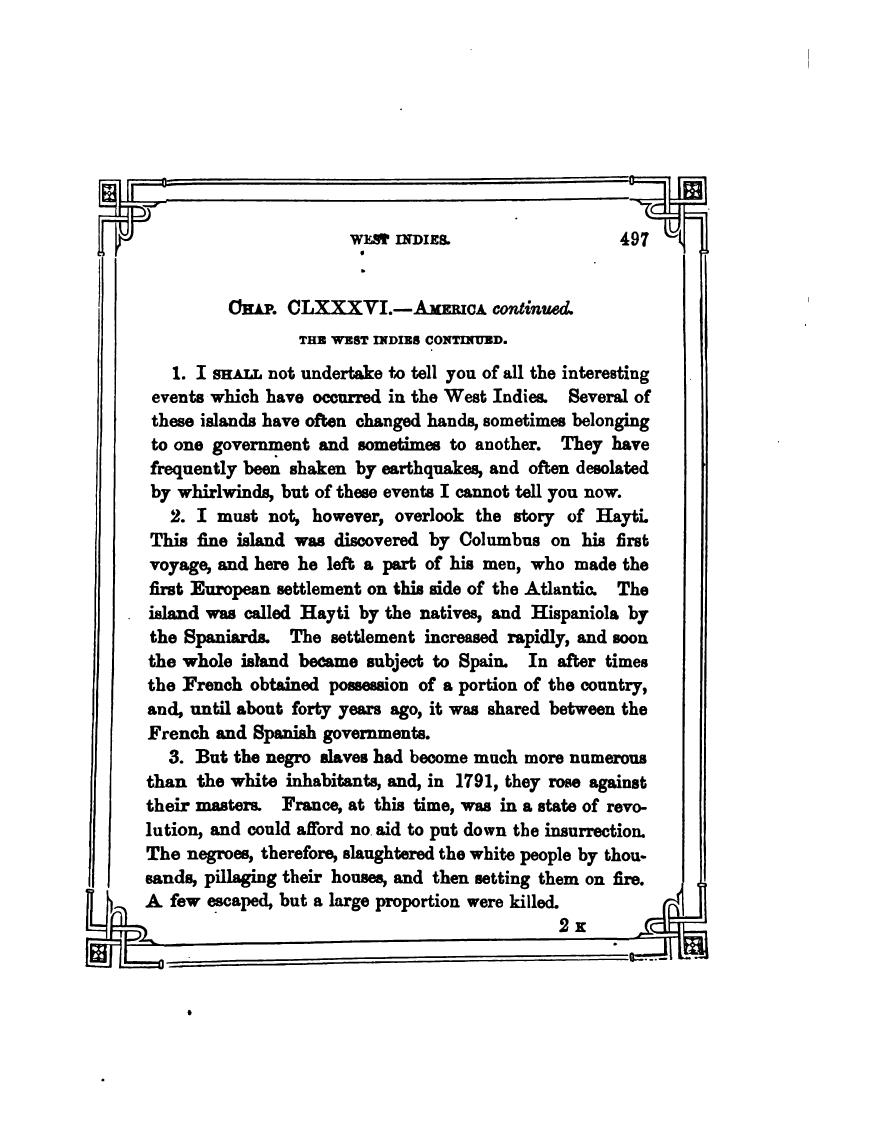 WEST INDIES. 497
CHAP. CLXXXVI.—AMERICA continued.
THE WEST INDIES CONTINUED.
1. I SHALL not undertake to tell you of all the interesting
events which have occurred in the West Indies. Several of
these islands have often changed hands, sometimes belonging
to one government and sometimes to another. They have
frequently been shaken by earthquakes, and often desolated
by whirlwinds, but of these events I cannot tell you now.
2. I must not, however, overlook the story of Hayti.
This fine island was discovered by Columbus on his first
voyage, and here he left a part of his men, who made the
first European settlement on this side of the Atlantic. The
island was called Hayti by the natives, and Hispaniola by
the Spaniards. The settlement increased rapidly, and soon
the whole island became subject to Spain. In after times
the French obtained possession of a portion of the country,
and, until about forty years ago, it was shared between the
French and Spanish governments.
3. But the negro slaves had become much more numerous
than the white inhabitants, and, in 1791, they rose against
their masters. France, at this time, was in a state of revo-
lution, and could afford no aid to put down the insurrection.
The negroes, therefore, slaughtered the white people by thou-
sands, pillaging their houses, and then setting them on fire.
A few escaped, but a large proportion were killed.
2 K